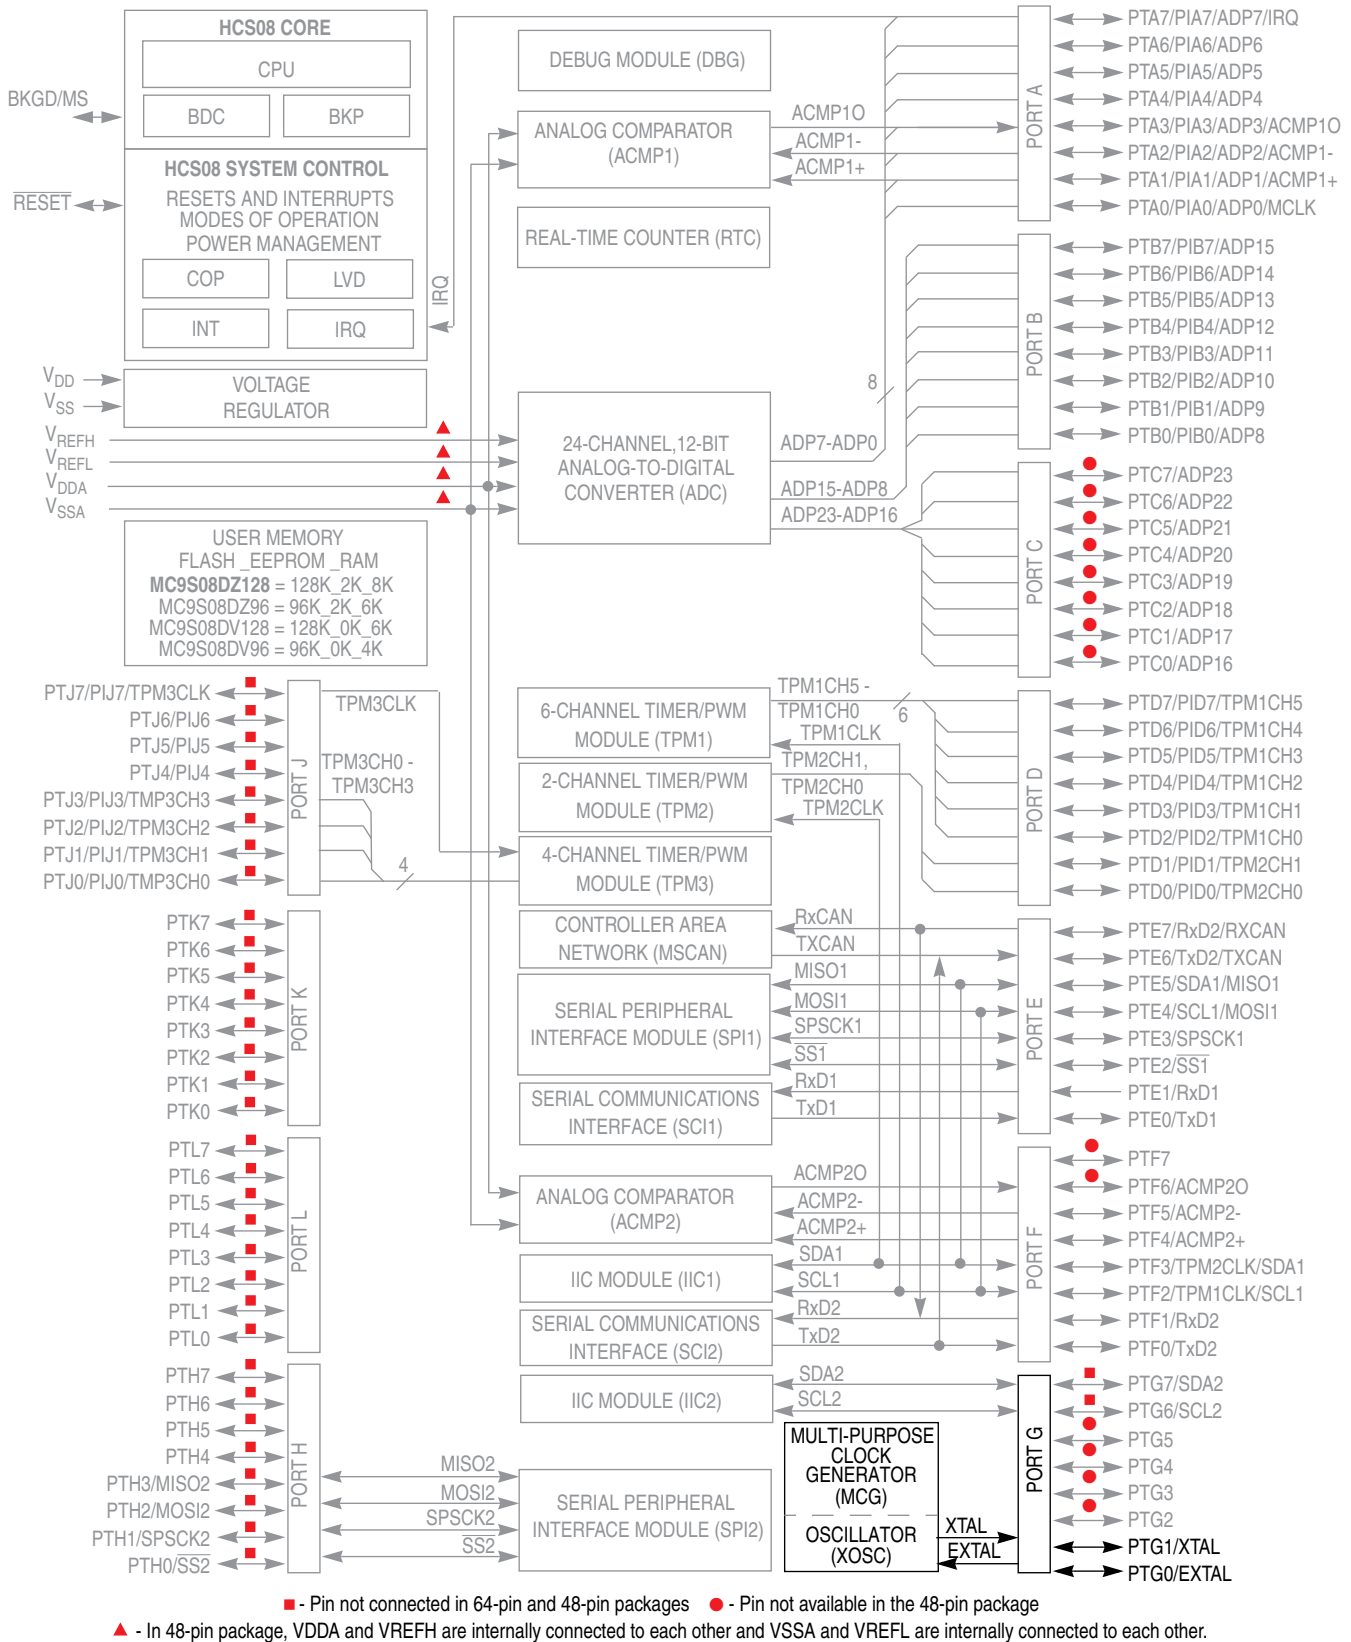 HCS08 CORE
CPU
BDC
BKP
BKGD/MS
HCS08 SYSTEM CONTROL
RESETS AND INTERRUPTS
MODES OF OPERATION
POWER MANAGEMENT
COP
LVD
INT
IRQ
RESET
IRQ
VDD
VSS
VOLTAGE
REGULATOR
VREFH
VREFL
VDDA
VSSA
USER MEMORY
FLASH _EEPROM _RAM
MC9S08DZ128 = 128K_2K_8K
MC9S08DZ96 = 96K_2K_6K
MC9S08DV128 = 128K_0K_6K
MC9S08DV96 = 96K_0K_4K
DEBUG MODULE (DBG)
ANALOG COMPARATOR
(ACMP1)
ACMP1O
ACMP1-
ACMP1+
REAL-TIME COUNTER (RTC)
24-CHANNEL,12-BIT
ANALOG-TO-DIGITAL
CONVERTER (ADC)
8
ADP7-ADP0
ADP15-ADP8
ADP23-ADP16
PORT A
PTA7/PIA7/ADP7/IRQ
PTA6/PIA6/ADP6
PTA5/PIA5/ADP5
PTA4/PIA4/ADP4
PTA3/PIA3/ADP3/ACMP1O
PTA2/PIA2/ADP2/ACMP1-
PTA1/PIA1/ADP1/ACMP1+
PTA0/PIA0/ADP0/MCLK
PORT B
PTB7/PIB7/ADP15
PTB6/PIB6/ADP14
PTB5/PIB5/ADP13
PTB4/PIB4/ADP12
PTB3/PIB3/ADP11
PTB2/PIB2/ADP10
PTB1/PIB1/ADP9
PTB0/PIB0/ADP8
PORT C
PTC7/ADP23
PTC6/ADP22
PTC5/ADP21
PTC4/ADP20
PTC3/ADP19
PTC2/ADP18
PTC1/ADP17
PTC0/ADP16
PTJ7/PIJ7/TPM3CLK
PTJ6/PIJ6
PTJ5/PIJ5
PTJ4/PIJ4
PTJ3/PIJ3/TMP3CH3
PTJ2/PIJ2/TPM3CH2
PTJ1/PIJ1/TPM3CH1
PTJ0/PIJ0/TMP3CH0
PORT J
TPM3CLK
TPM3CH0 -
TPM3CH3
4
6-CHANNEL TIMER/PWM
MODULE (TPM1)
TPM1CH5 -
TPM1CH0
6
TPM1CLK
2-CHANNEL TIMER/PWM
MODULE (TPM2)
TPM2CH1,
TPM2CH0
TPM2CLK
4-CHANNEL TIMER/PWM
MODULE (TPM3)
PORT D
PTD7/PID7/TPM1CH5
PTD6/PID6/TPM1CH4
PTD5/PID5/TPM1CH3
PTD4/PID4/TPM1CH2
PTD3/PID3/TPM1CH1
PTD2/PID2/TPM1CH0
PTD1/PID1/TPM2CH1
PTD0/PID0/TPM2CH0
PTK7
PTK6
PTK5
PTK4
PTK3
PTK2
PTK1
PTK0
PORT K
CONTROLLER AREA
NETWORK (MSCAN)
RxCAN
TXCAN
SERIAL PERIPHERAL
INTERFACE MODULE (SPI1)
MISO1
MOSI1
SPSCK1
SS1
SERIAL COMMUNICATIONS
INTERFACE (SCI1)
RxD1
TxD1
PORT E
PTE7/RxD2/RXCAN
PTE6/TxD2/TXCAN
PTE5/SDA1/MISO1
PTE4/SCL1/MOSI1
PTE3/SPSCK1
PTE2/SS1
PTE1/RxD1
PTE0/TxD1
PTL7
PTL6
PTL5
PTL4
PTL3
PTL2
PTL1
PTL0
PORT L
ANALOG COMPARATOR
(ACMP2)
ACMP2O
ACMP2-
ACMP2+
IIC MODULE (IIC1)
SDA1
SCL1
SERIAL COMMUNICATIONS
INTERFACE (SCI2)
RxD2
TxD2
PORT F
PTF7
PTF6/ACMP2O
PTF5/ACMP2-
PTF4/ACMP2+
PTF3/TPM2CLK/SDA1
PTF2/TPM1CLK/SCL1
PTF1/RxD2
PTF0/TxD2
PTH7
PTH6
PTH5
PTH4
PTH3/MISO2
PTH2/MOSI2
PTH1/SPSCK2
PTH0/SS2
PORT H
MISO2
MOSI2
SPSCK2
SS2
SERIAL PERIPHERAL
INTERFACE MODULE (SPI2)
IIC MODULE (IIC2)
SDA2
SCL2
MULTI-PURPOSE
CLOCK
GENERATOR
(MCG)
OSCILLATOR
(XOSC)
XTAL
EXTAL
PORT G
PTG7/SDA2
PTG6/SCL2
PTG5
PTG4
PTG3
PTG2
PTG1/XTAL
PTG0/EXTAL
- Pin not connected in 64-pin and 48-pin packages
- Pin not available in the 48-pin package
- In 48-pin package, VDDA and VREFH are internally connected to each other and VSSA and VREFL are internally connected to each other.